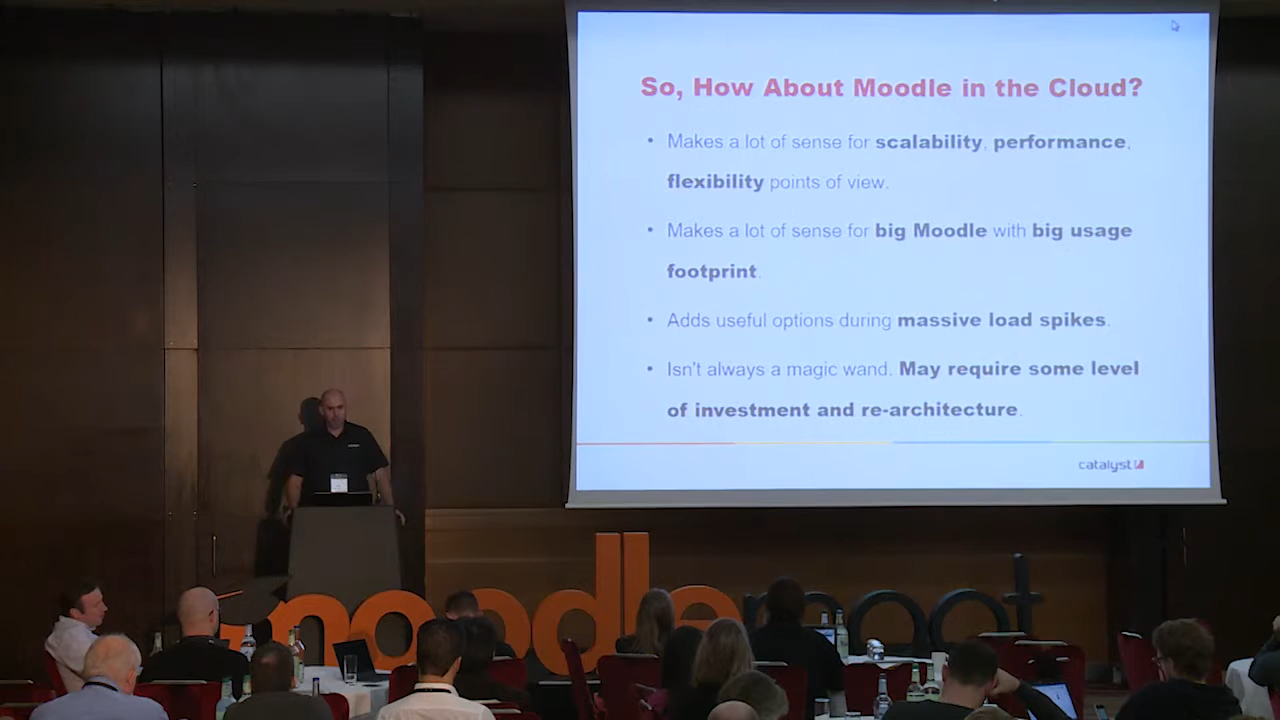 So, How About Moodle in the Cloud?
• Makes a lot of sense for scalability, performance,
flexibility points of view.
• Makes a lot of sense for big Moodle with big usage
footprint.
• Adds useful options during massive load spikes.
• Isn't always a magic wand. May require some level
of investment and re-architecture.
catalyst
moodlemoot